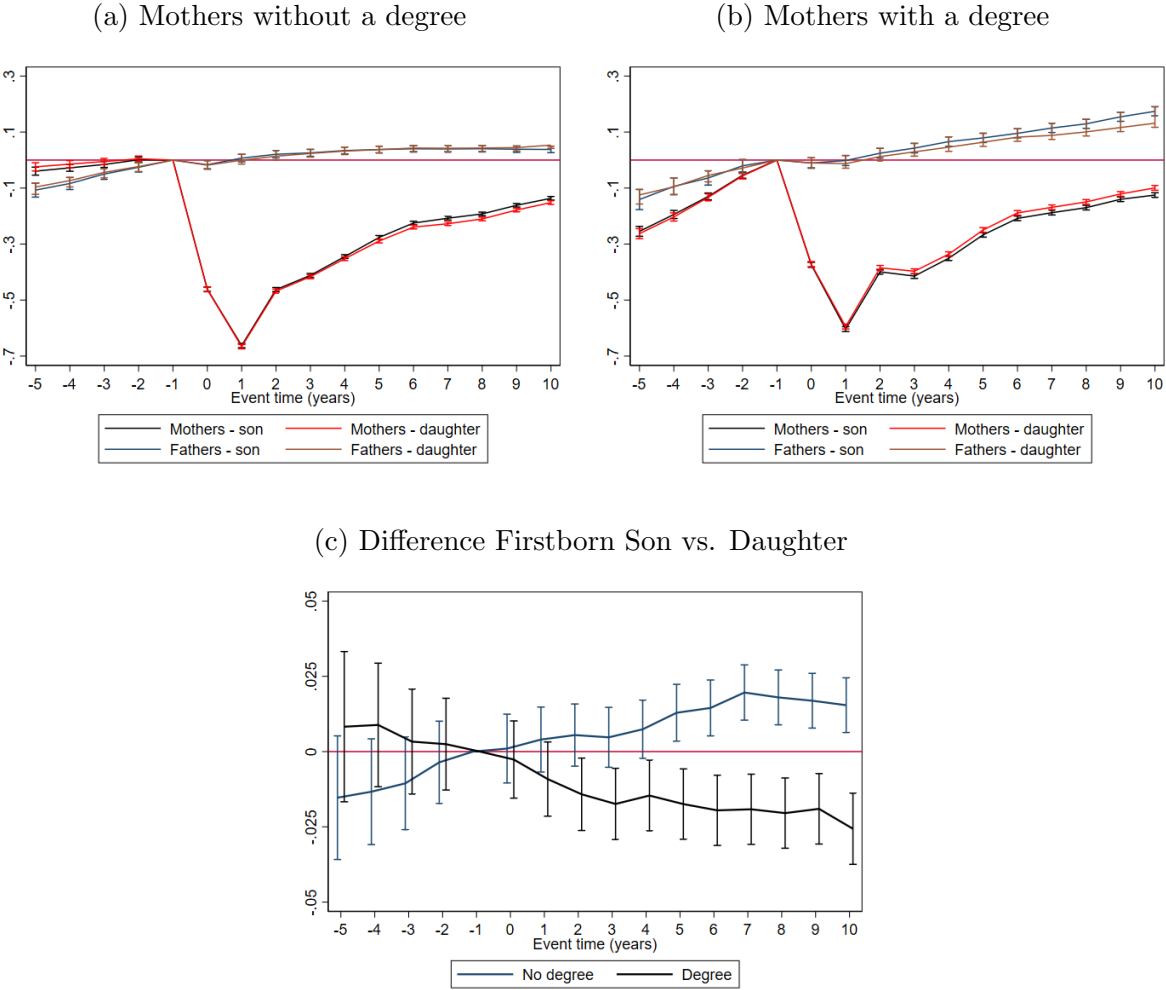 (a) Mothers without a degree
.3
.1
-.1
-.3
-.5
-.7
-5 -4 -3 -2 -1 0 1 2 3 4 5 6 7 8 9 10
Event time (years)
Mothers - son Mothers - daughter
Fathers - son Fathers - daughter
(b) Mothers with a degree
.3
.1
-.1
-.3
-.5
-.7
-5 -4 -3 -2 -1 0 1 2 3 4 5 6 7 8 9 10
Event time (years)
Mothers - son Mothers - daughter
Fathers - son Fathers - daughter
(c) Difference Firstborn Son vs. Daughter
.05
.025
0
-.025
-.05
-5 -4 -3 -2 -1 0 1 2 3 4 5 6 7 8 9 10
Event time (years)
No degree Degree